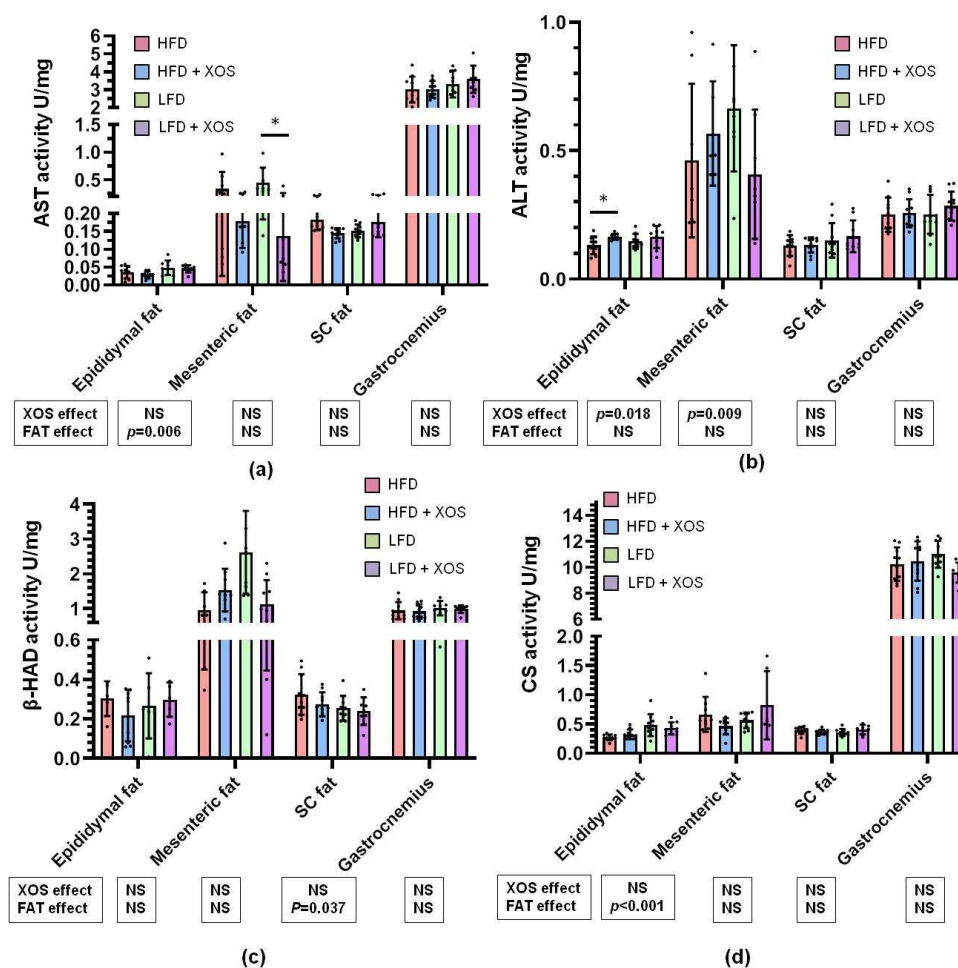 AST activity U/mg
5
4
3
2
1.5
1.0
0.5
0.20
0.15
0.10
0.05
0.00
HFD
HFD + XOS
LFD
LFD + XOS
*
Epididymal fat
Mesenteric fat
SC fat
Gastrocnemius
XOS effect NS NS NS NS
FAT effect p=0.006 NS NS NS
(a)
ALT activity U/mg
1.0
0.5
0.0
HFD
HFD + XOS
LFD
LFD + XOS
*
Epididymal fat
Mesenteric fat
SC fat
Gastrocnemius
XOS effect p=0.018 p=0.009 NS NS
FAT effect NS NS NS NS
(b)
β-HAD activity U/mg
4
3
2
1
0.6
0.4
0.2
0.0
HFD
HFD + XOS
LFD
LFD + XOS
Epididymal fat
Mesenteric fat
SC fat
Gastrocnemius
XOS effect NS NS NS NS
FAT effect NS NS P=0.037 NS
(c)
CS activity U/mg
14
12
10
8
6
2.0
1.5
1.0
0.5
0.0
HFD
HFD + XOS
LFD
LFD + XOS
Epididymal fat
Mesenteric fat
SC fat
Gastrocnemius
XOS effect NS NS NS NS
FAT effect p<0.001 NS NS NS
(d)